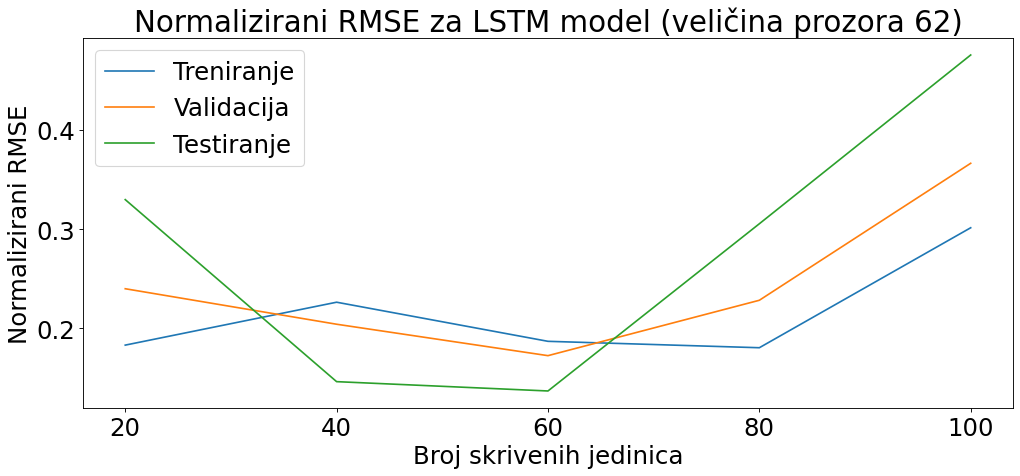 Normalizirani RMSE za LSTM model (veličina prozora 62)
Treniranje
Validacija
Testiranje
Normalizirani RMSE
0.4
0.3
0.2
20 40 60 80 100
Broj skrivenih jedinica